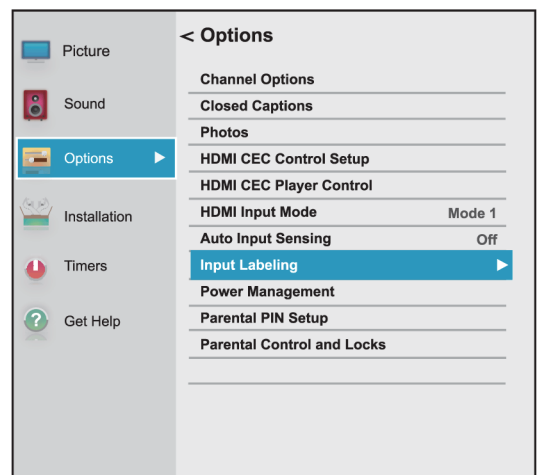 Picture
Sound
Options
Installation
Timers
Get Help
< Options
Channel Options
Closed Captions
Photos
HDMI CEC Control Setup
HDMI CEC Player Control
HDMI Input Mode Mode 1
Auto Input Sensing Off
Input Labeling
Power Management
Parental PIN Setup
Parental Control and Locks